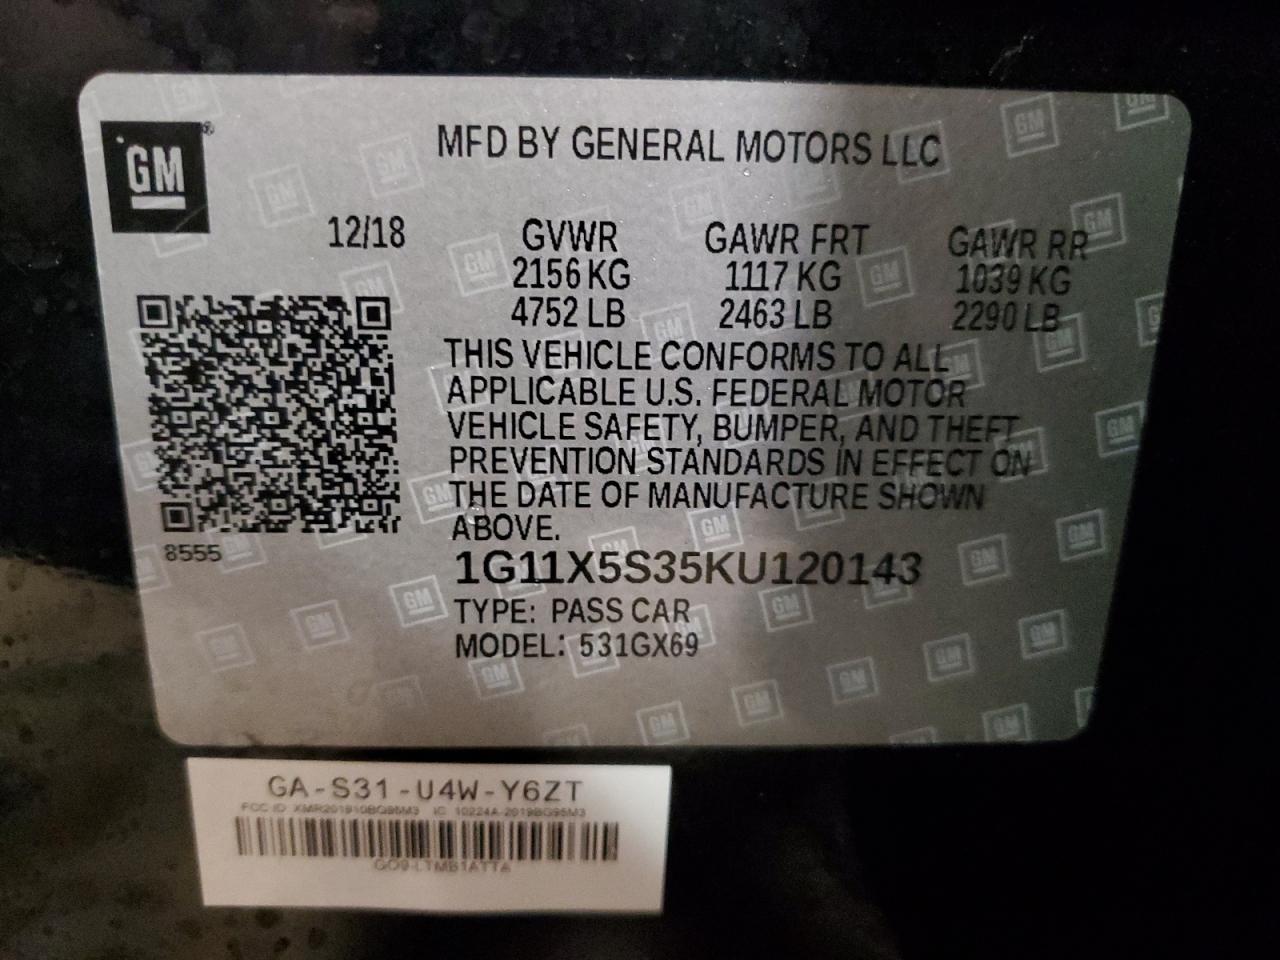 GM
MFD BY GENERAL MOTORS LLC
12/18 GVWR GAWR FRT GAWR RR
2156 KG 1117 KG 1039 KG
4752 LB 2463 LB 2290 LB
THIS VEHICLE CONFORMS TO ALL
APPLICABLE U.S. FEDERAL MOTOR
VEHICLE SAFETY, BUMPER, AND THEFT
PREVENTION STANDARDS IN EFFECT ON
THE DATE OF MANUFACTURE SHOWN
ABOVE.
8555
1G11X5S35KU120143
TYPE: PASS CAR
MODEL: 531GX69
GA-S31-U4W-Y6ZT
FCC ID IC